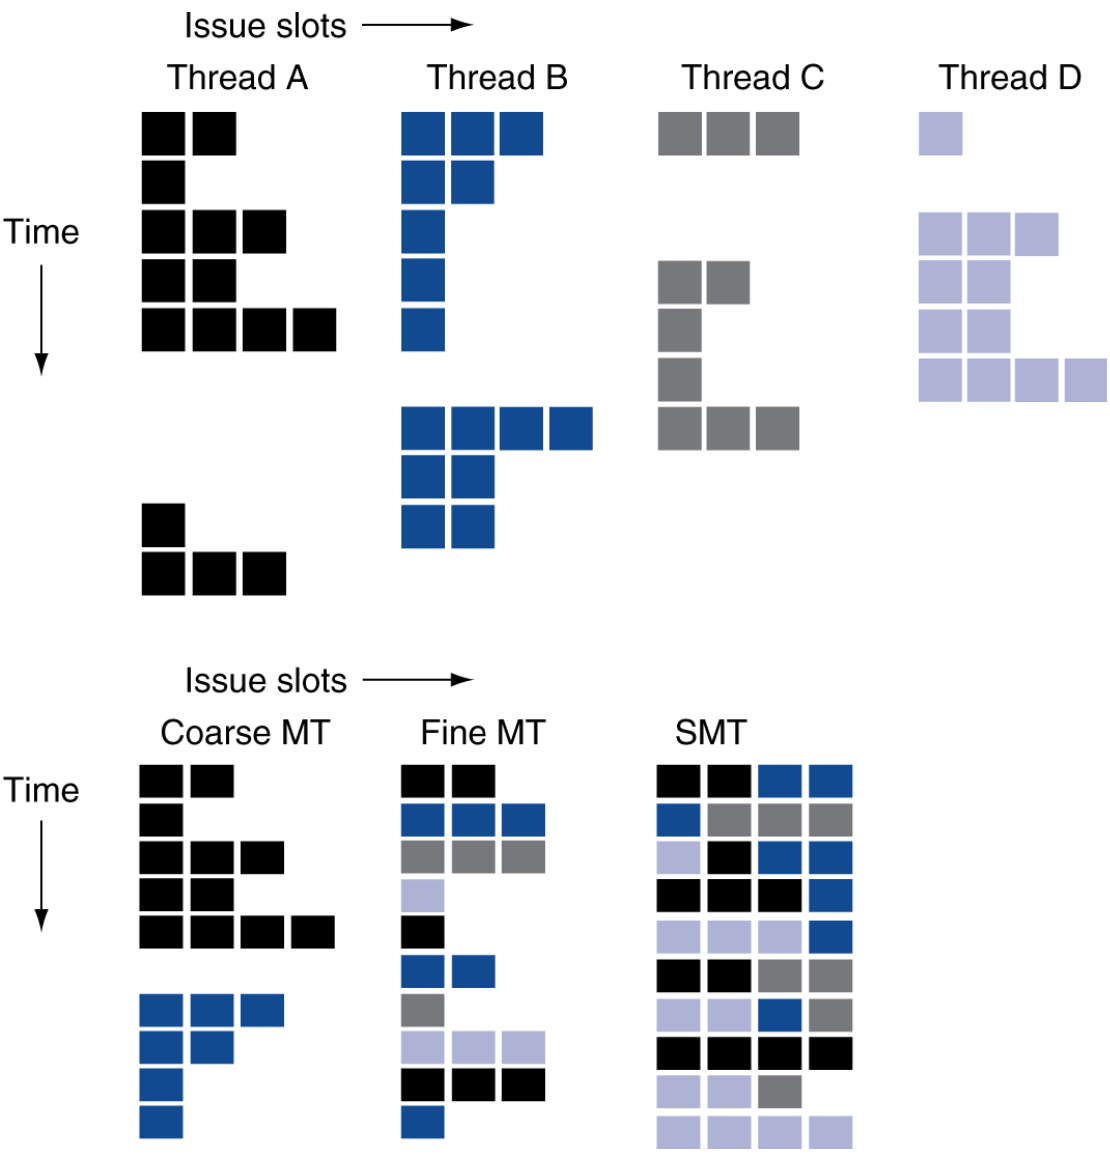 Issue slots
Thread A Thread B Thread C Thread D
Time
Issue slots
Coarse MT Fine MT SMT
Time